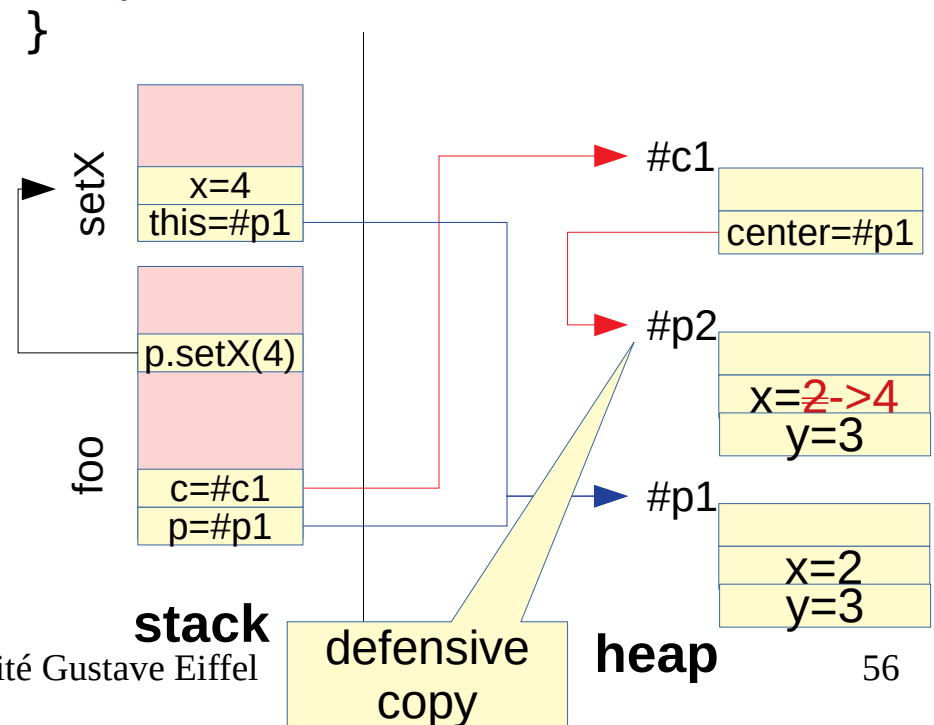 }
setX
x=4
this=#p1
p.setX(4)
foo
c=#c1
p=#p1
#c1
center=#p1
#p2
x=2->4
y=3
#p1
x=2
y=3
stack
heap
defensive
copy
ité Gustave Eiffel
56